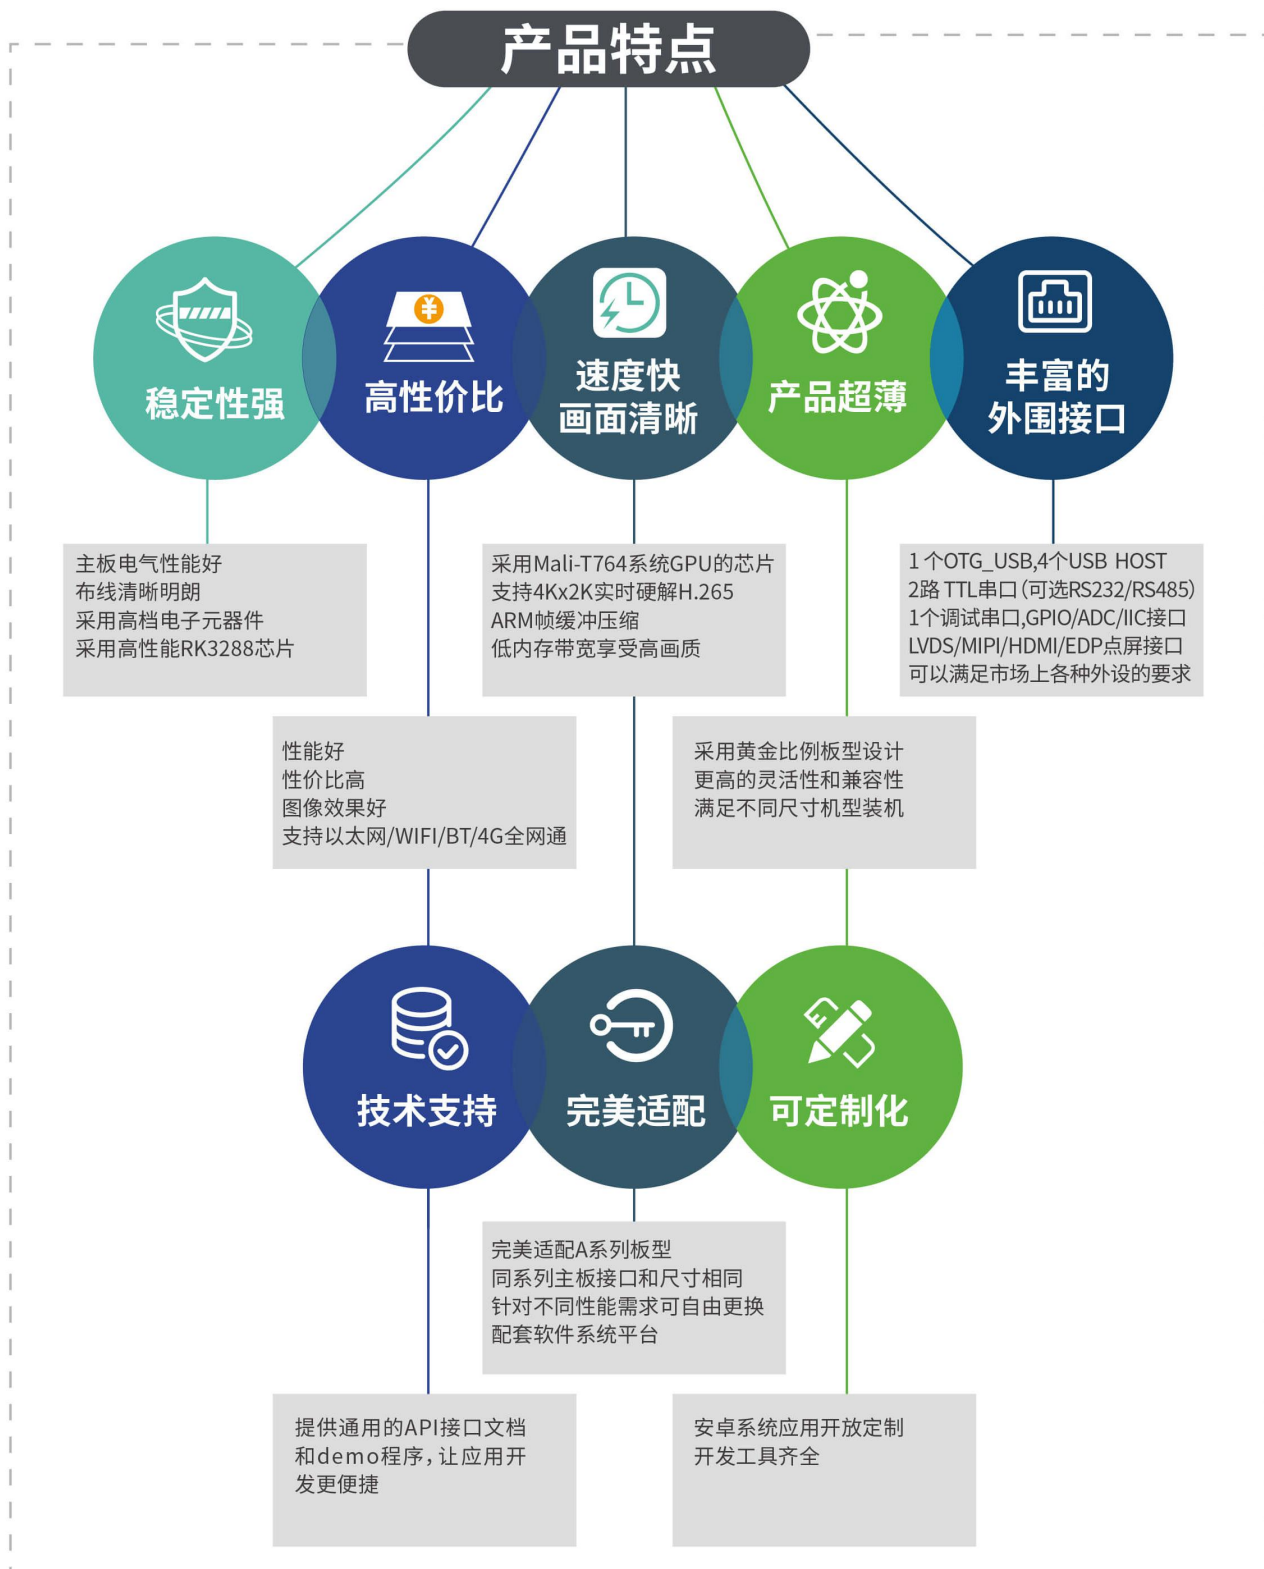 产品特点
稳定性强
高性价比
速度快
画面清晰
产品超薄
丰富的
外围接口
主板电气性能好
布线清晰明朗
采用高档电子元器件
采用高性能RK3288芯片
采用Mali-T764系统GPU的芯片
支持4Kx2K实时硬解H.265
ARM帧缓冲压缩
低内存带宽享受高画质
1个OTG_USB,4个USB HOST
2路 TTL串口(可选RS232/RS485)
1个调试串口,GPIO/ADC/IIC接口
LVDS/MIPI/HDMI/EDP点屏接口
可以满足市场上各种外设的要求
性能好
性价比高
图像效果好
支持以太网/WIFI/BT/4G全网通
采用黄金比例板型设计
更高的灵活性和兼容性
满足不同尺寸机型装机
技术支持
完美适配
可定制化
完美适配A系列板型
同系列主板接口和尺寸相同
针对不同性能需求可自由更换
配套软件系统平台
提供通用的API接口文档
和demo程序,让应用开
发更便捷
安卓系统应用开放定制
开发工具齐全